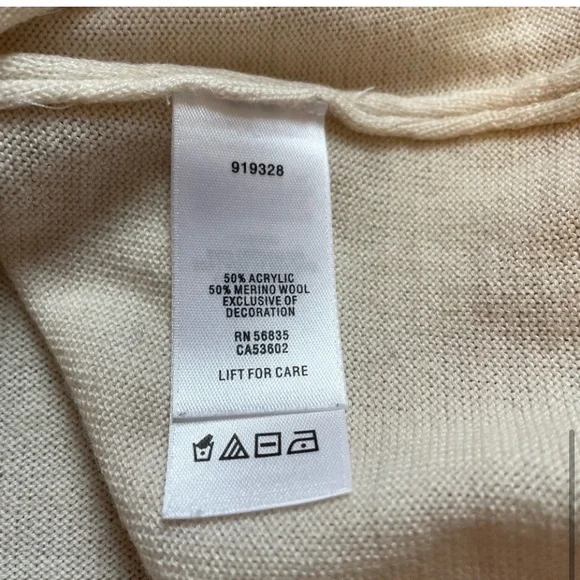 919328
50% ACRYLIC
50% MERINO WOOL
EXCLUSIVE OF
DECORATION
RN 56835
CA53602
LIFT FOR CARE